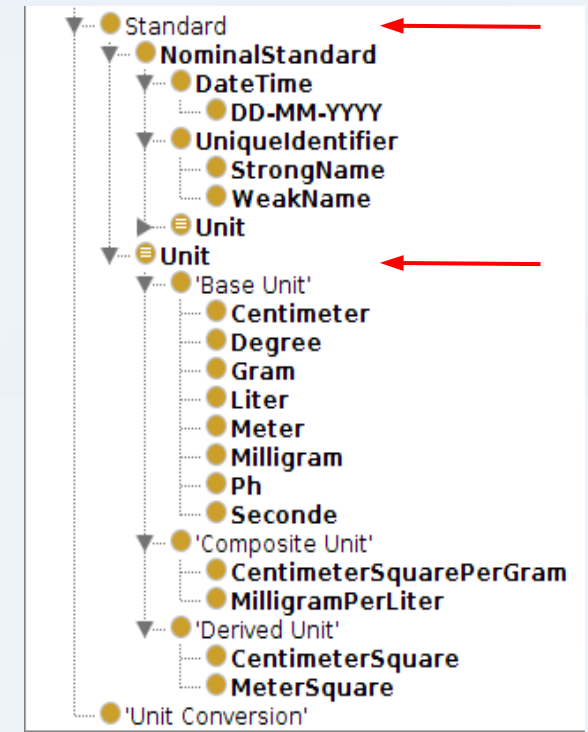 Standard
NominalStandard
DateTime
DD-MM-YYYY
UniqueIdentifier
StrongName
WeakName
Unit
Unit
'Base Unit'
Centimeter
Degree
Gram
Liter
Meter
Milligram
Ph
Seconde
'Composite Unit'
CentimeterSquarePerGram
MilligramPerLiter
'Derived Unit'
CentimeterSquare
MeterSquare
'Unit Conversion'